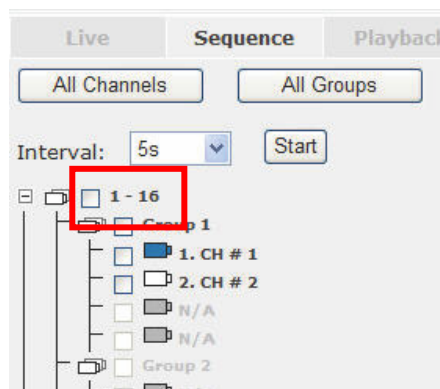 Live Sequence Playback
All Channels All Groups
Interval: 5s Start
1 - 16
Group 1
1. CH # 1
2. CH # 2
N/A
N/A
Group 2